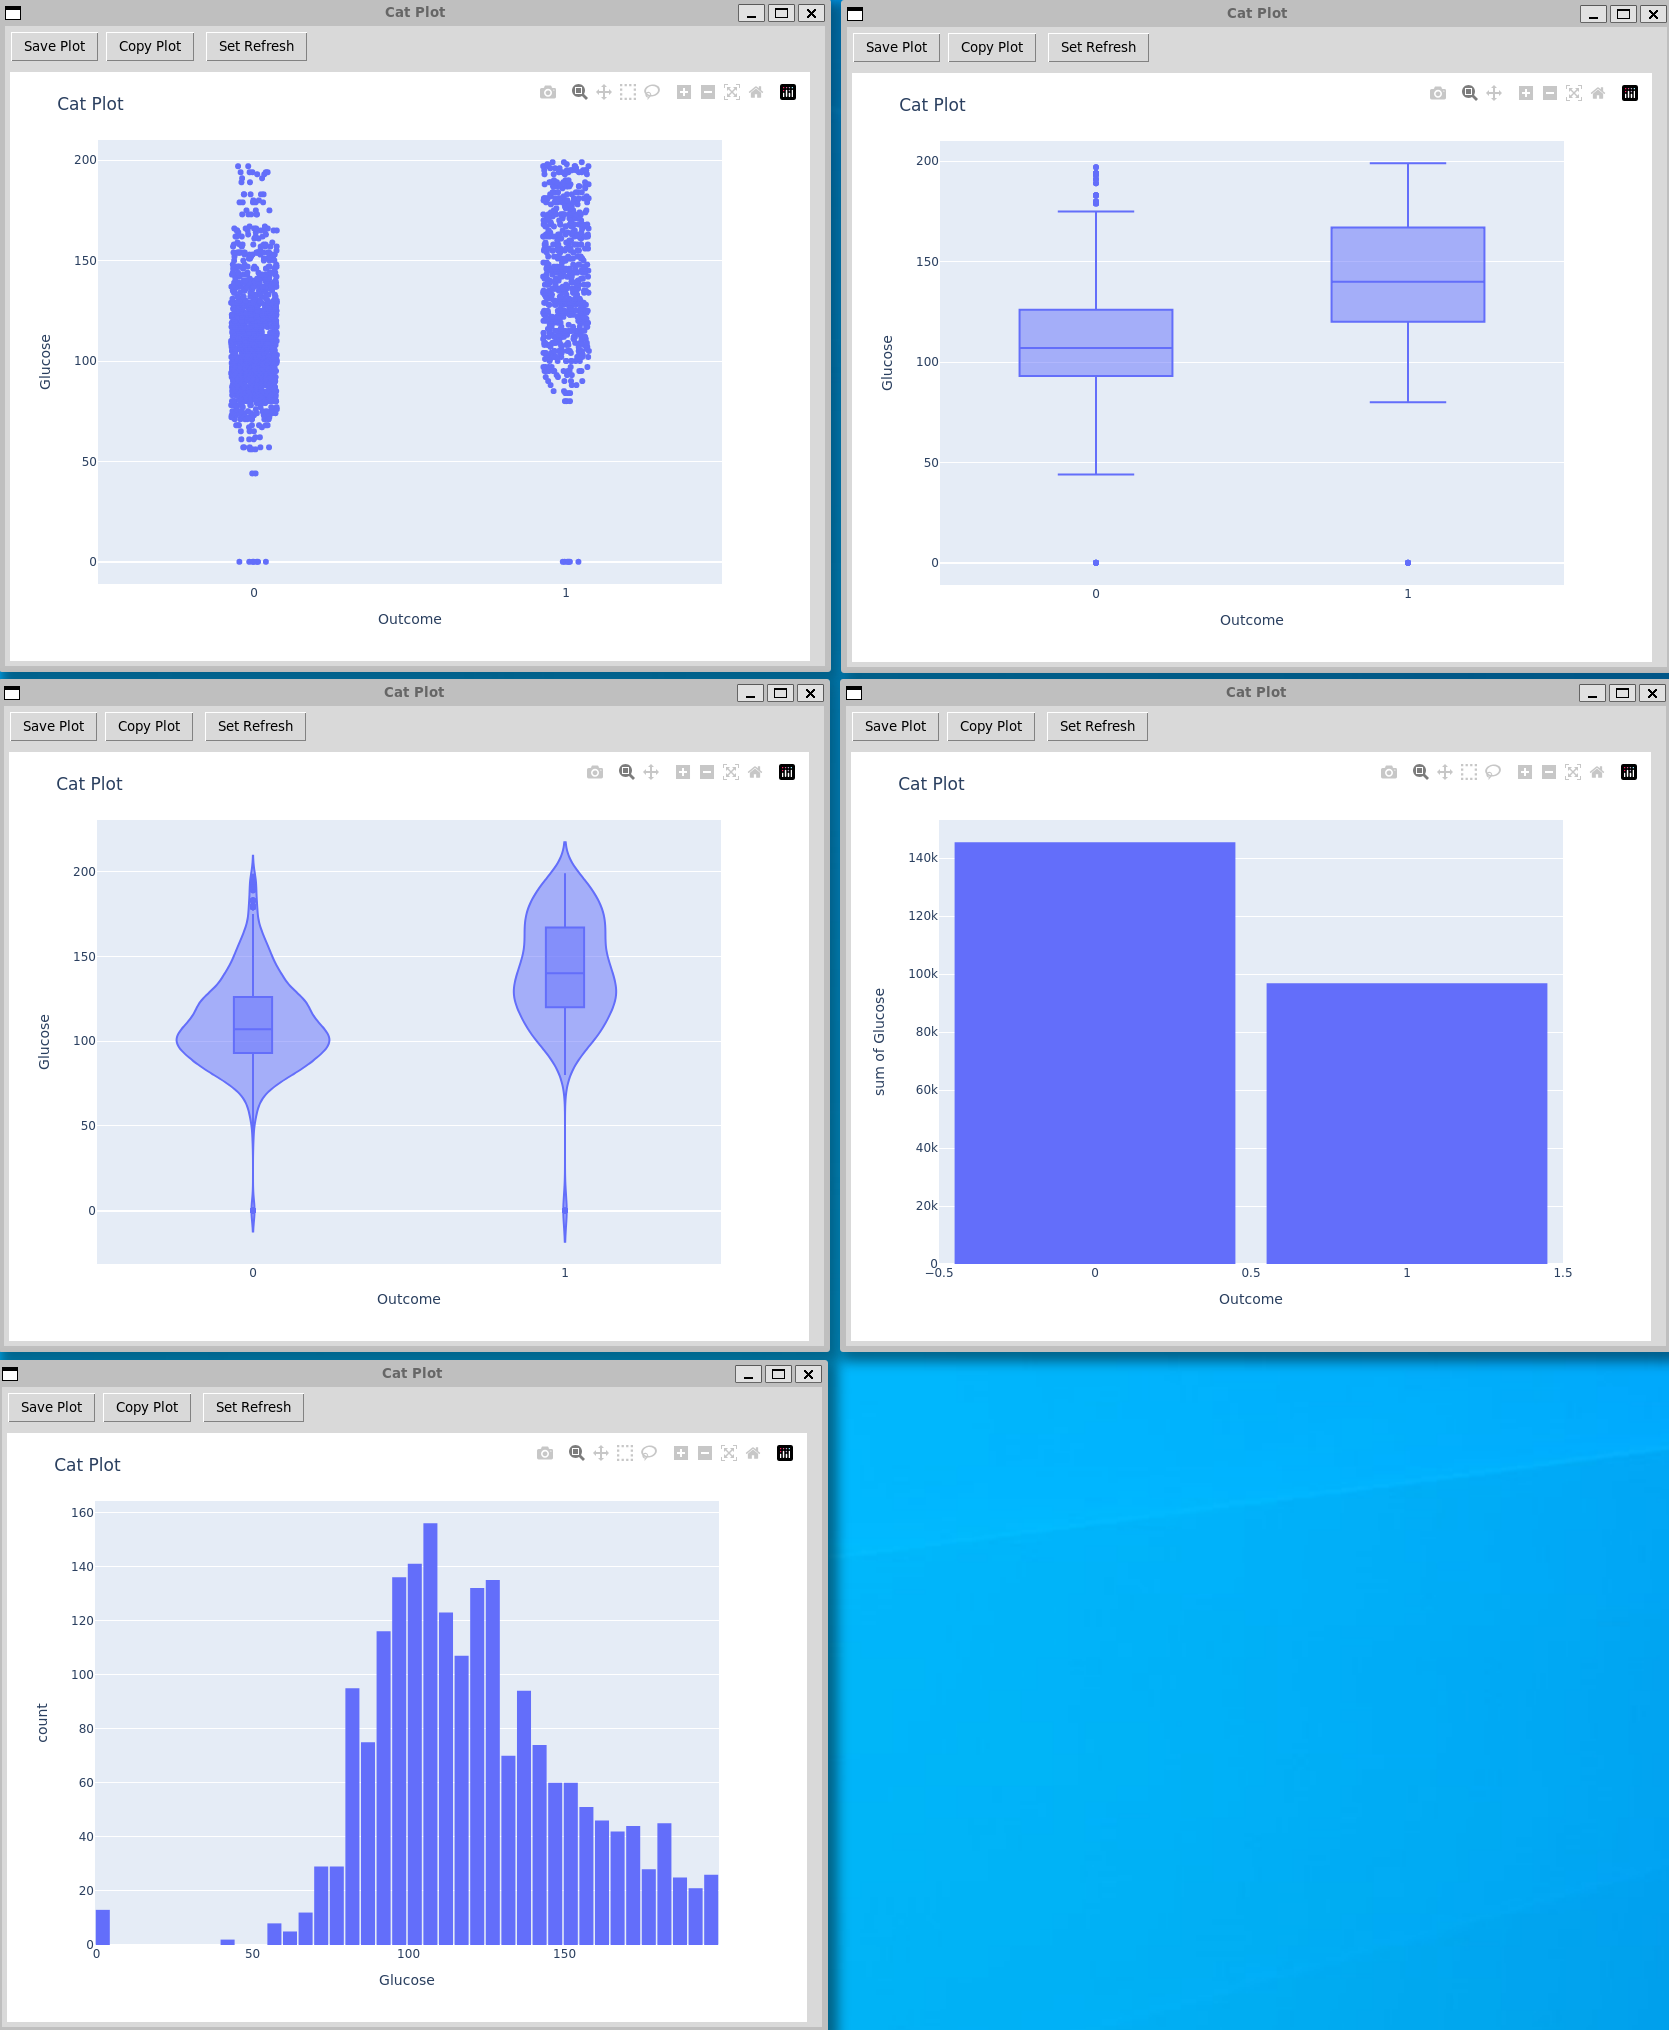 Cat Plot
Save Plot Copy Plot Set Refresh
Cat Plot
200
150
100
50
0
Glucose
0 1
Outcome
Cat Plot
Save Plot Copy Plot Set Refresh
Cat Plot
200
150
100
50
0
Glucose
0 1
Outcome
Cat Plot
Save Plot Copy Plot Set Refresh
Cat Plot
200
150
100
50
0
Glucose
0 1
Outcome
Cat Plot
Save Plot Copy Plot Set Refresh
Cat Plot
140k
120k
100k
80k
60k
40k
20k
0
sum of Glucose
−0.5 0 0.5 1 1.5
Outcome
Cat Plot
Save Plot Copy Plot Set Refresh
Cat Plot
160
140
120
100
80
60
40
20
0
count
0 50 100 150
Glucose